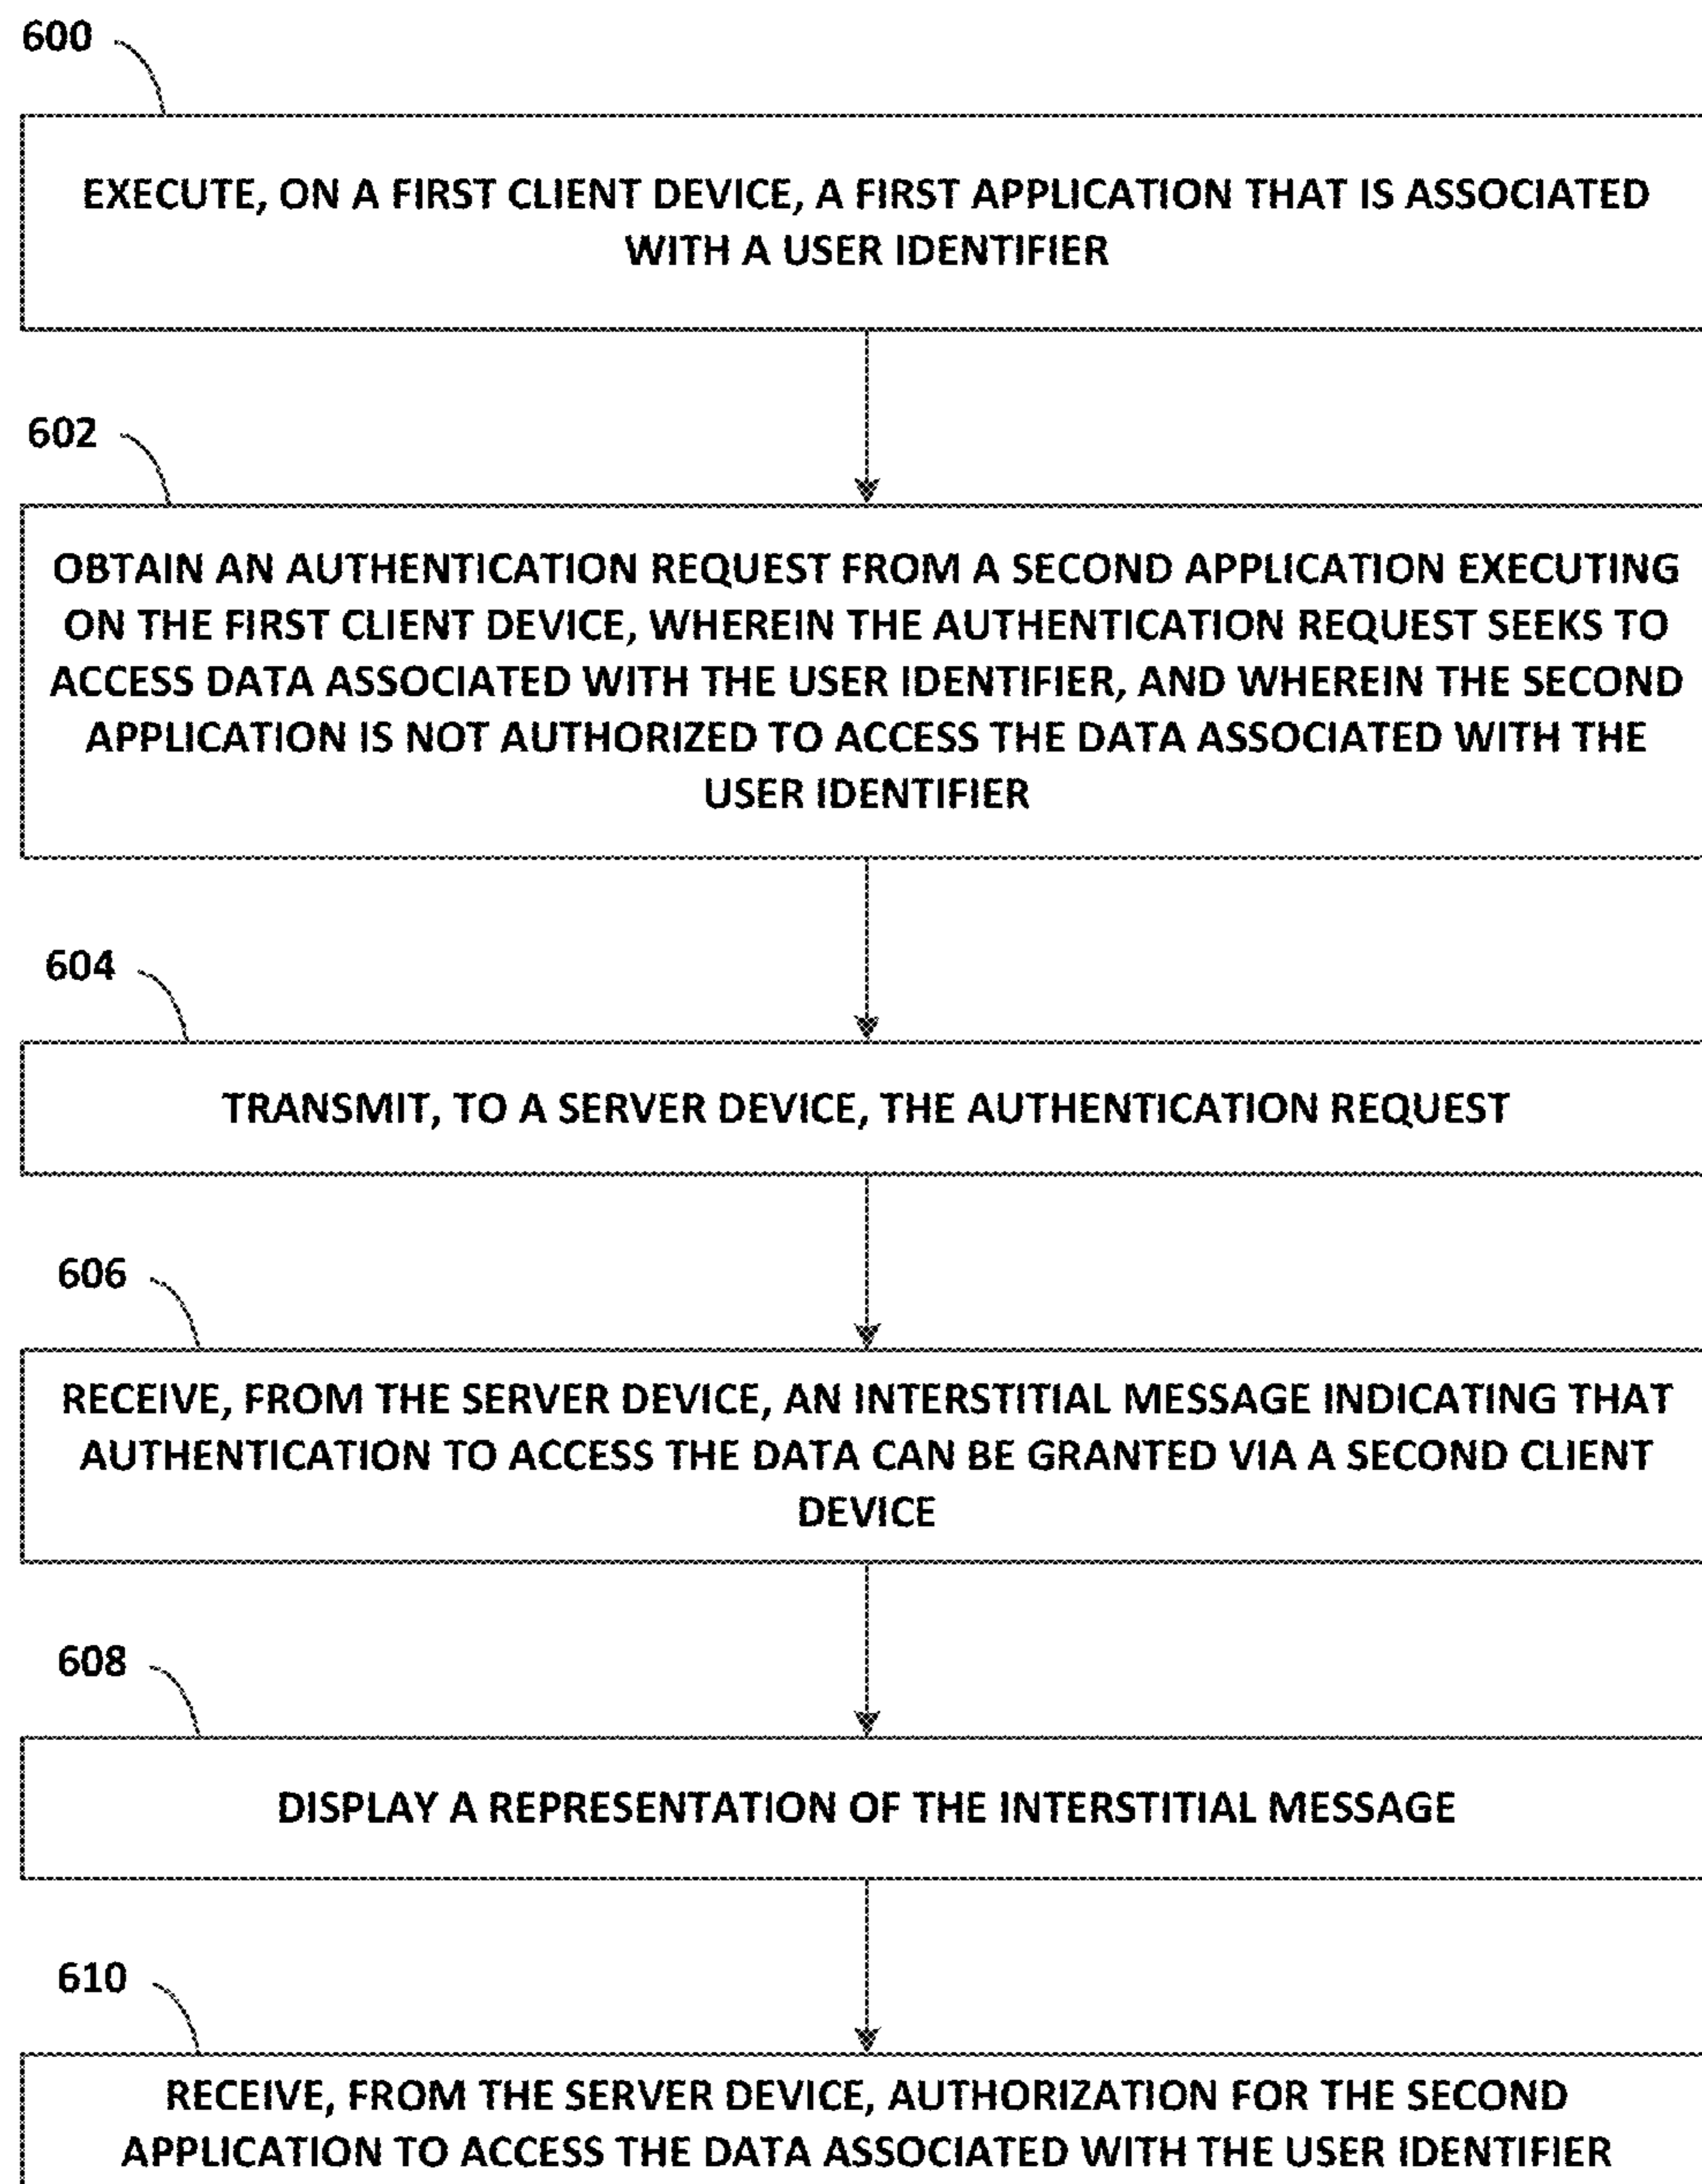 600
EXECUTE, ON A FIRST CLIENT DEVICE, A FIRST APPLICATION THAT IS ASSOCIATED
WITH A USER IDENTIFIER
602
OBTAIN AN AUTHENTICATION REQUEST FROM A SECOND APPLICATION EXECUTING
ON THE FIRST CLIENT DEVICE, WHEREIN THE AUTHENTICATION REQUEST SEEKS TO
ACCESS DATA ASSOCIATED WITH THE USER IDENTIFIER, AND WHEREIN THE SECOND
APPLICATION IS NOT AUTHORIZED TO ACCESS THE DATA ASSOCIATED WITH THE
USER IDENTIFIER
604
TRANSMIT, TO A SERVER DEVICE, THE AUTHENTICATION REQUEST
606
RECEIVE, FROM THE SERVER DEVICE, AN INTERSTITIAL MESSAGE INDICATING THAT
AUTHENTICATION TO ACCESS THE DATA CAN BE GRANTED VIA A SECOND CLIENT
DEVICE
608
DISPLAY A REPRESENTATION OF THE INTERSTITIAL MESSAGE
610
RECEIVE, FROM THE SERVER DEVICE, AUTHORIZATION FOR THE SECOND
APPLICATION TO ACCESS THE DATA ASSOCIATED WITH THE USER IDENTIFIER